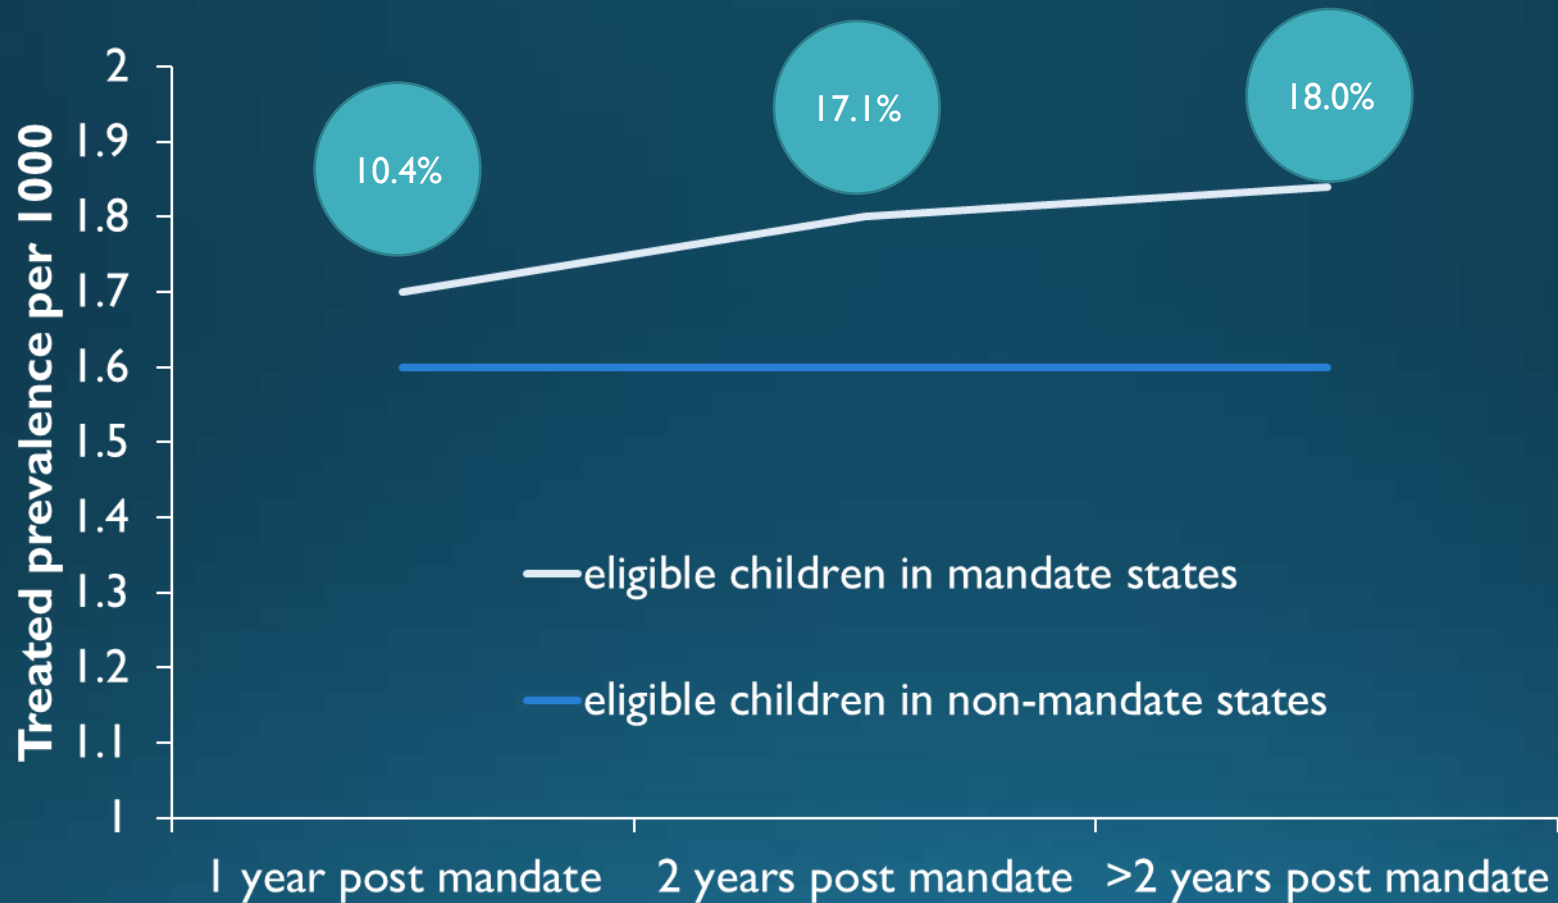 Treated prevalence per 1000
2
1.9
1.8
1.7
1.6
1.5
1.4
1.3
1.2
1.1
1
10.4%
17.1%
18.0%
eligible children in mandate states
eligible children in non-mandate states
1 year post mandate
2 years post mandate
>2 years post mandate